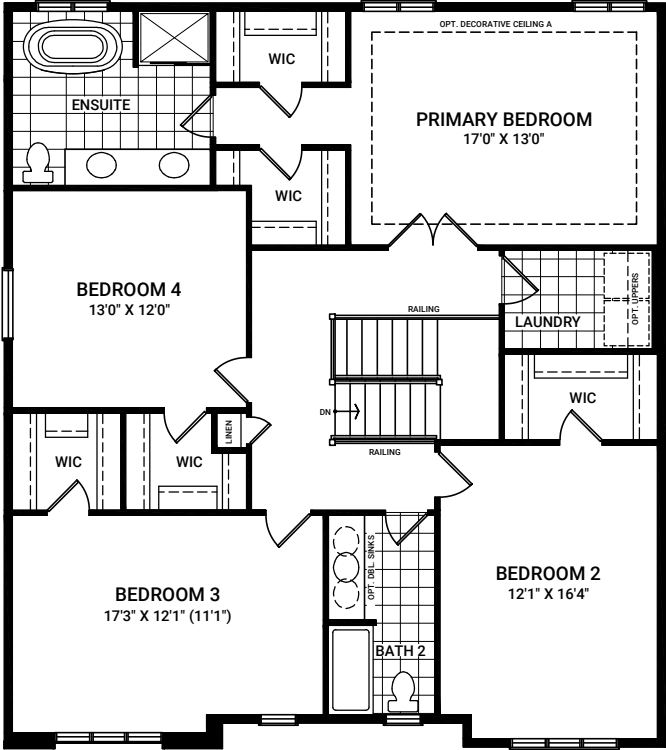 OPT. DECORATIVE CEILING A
WIC
ENSUITE
PRIMARY BEDROOM
17'0" X 13'0"
WIC
BEDROOM 4
13'0" X 12'0"
OPT. UPPERS
RAILING
LAUNDRY
WIC
DN
LINEN
RAILING
WIC
WIC
OPT. DBL. SINKS
BEDROOM 2
12'1" X 16'4"
BEDROOM 3
17'3" X 12'1" (11'1")
BATH 2